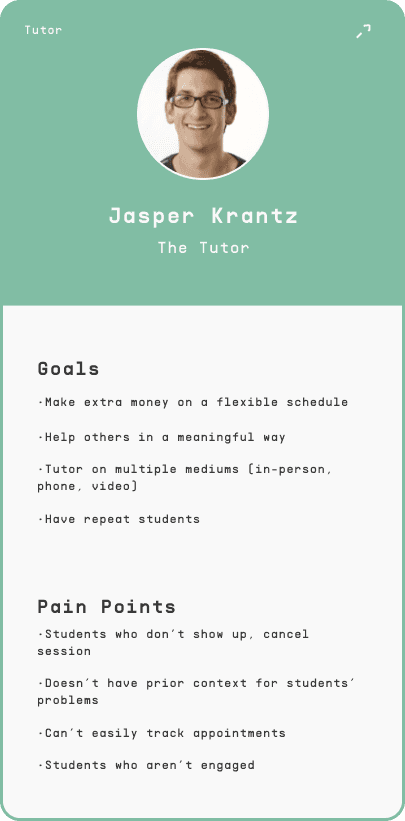 Tutor
Jasper Krantz
The Tutor
Goals
·Make extra money on a flexible schedule
·Help others in a meaningful way
·Tutor on multiple mediums (in-person,
phone, video)
·Have repeat students
Pain Points
·Students who don't show up, cancel
session
·Doesn't have prior context for students'
problems
·Can't easily track appointments
·Students who aren't engaged